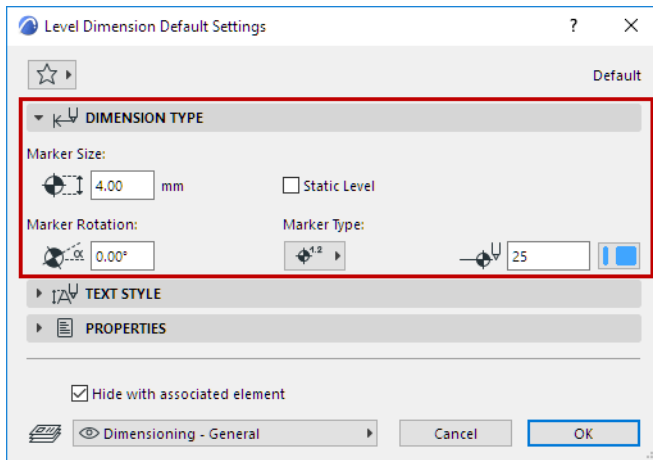 Level Dimension Default Settings
?
Default
DIMENSION TYPE
Marker Size:
4.00 mm
Static Level
Marker Rotation:
Marker Type:
α 0.00°
1.2
25
TEXT STYLE
PROPERTIES
Hide with associated element
Dimensioning - General
Cancel
OK